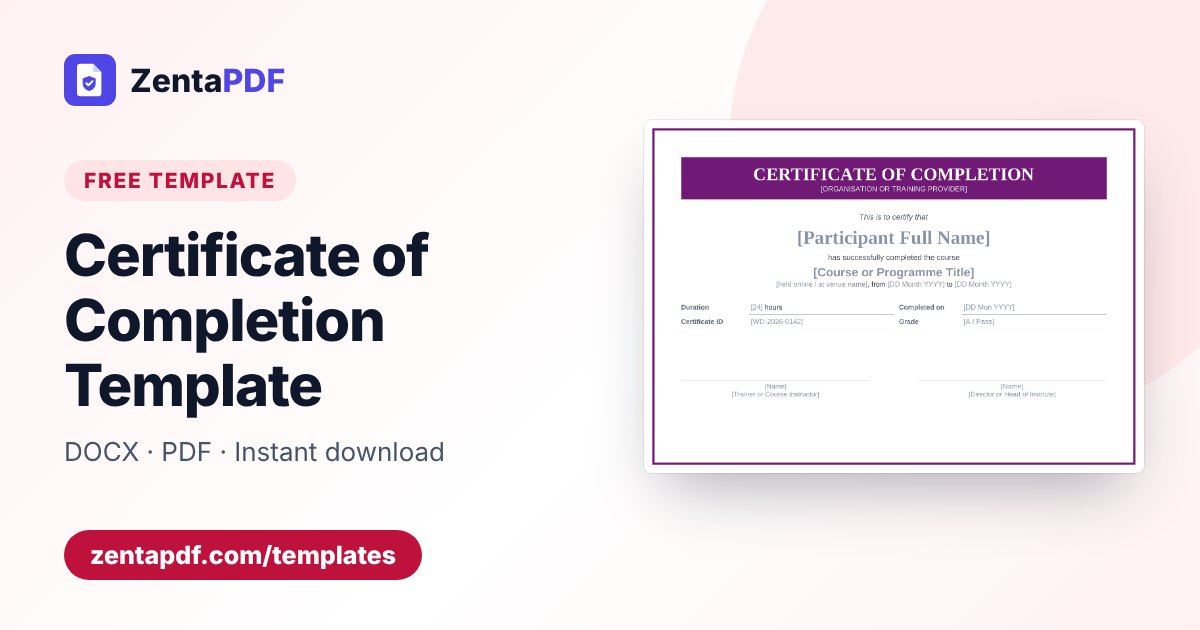 ZentaPDF
FREE TEMPLATE
Certificate of
Completion
Template
DOCX · PDF · Instant download
zentapdf.com/templates
CERTIFICATE OF COMPLETION
[ORGANISATION OR TRAINING PROVIDER]
This is to certify that
[Participant Full Name]
has successfully completed the course
[Course or Programme Title]
[held online / at venue name], from [DD Month YYYY] to [DD Month YYYY]
Duration [24] hours Completed on [DD Mon YYYY]
Certificate ID [WD-2026-0142] Grade [A / Pass]
[Name] [Name]
[Trainer or Course Instructor] [Director or Head of Institute]